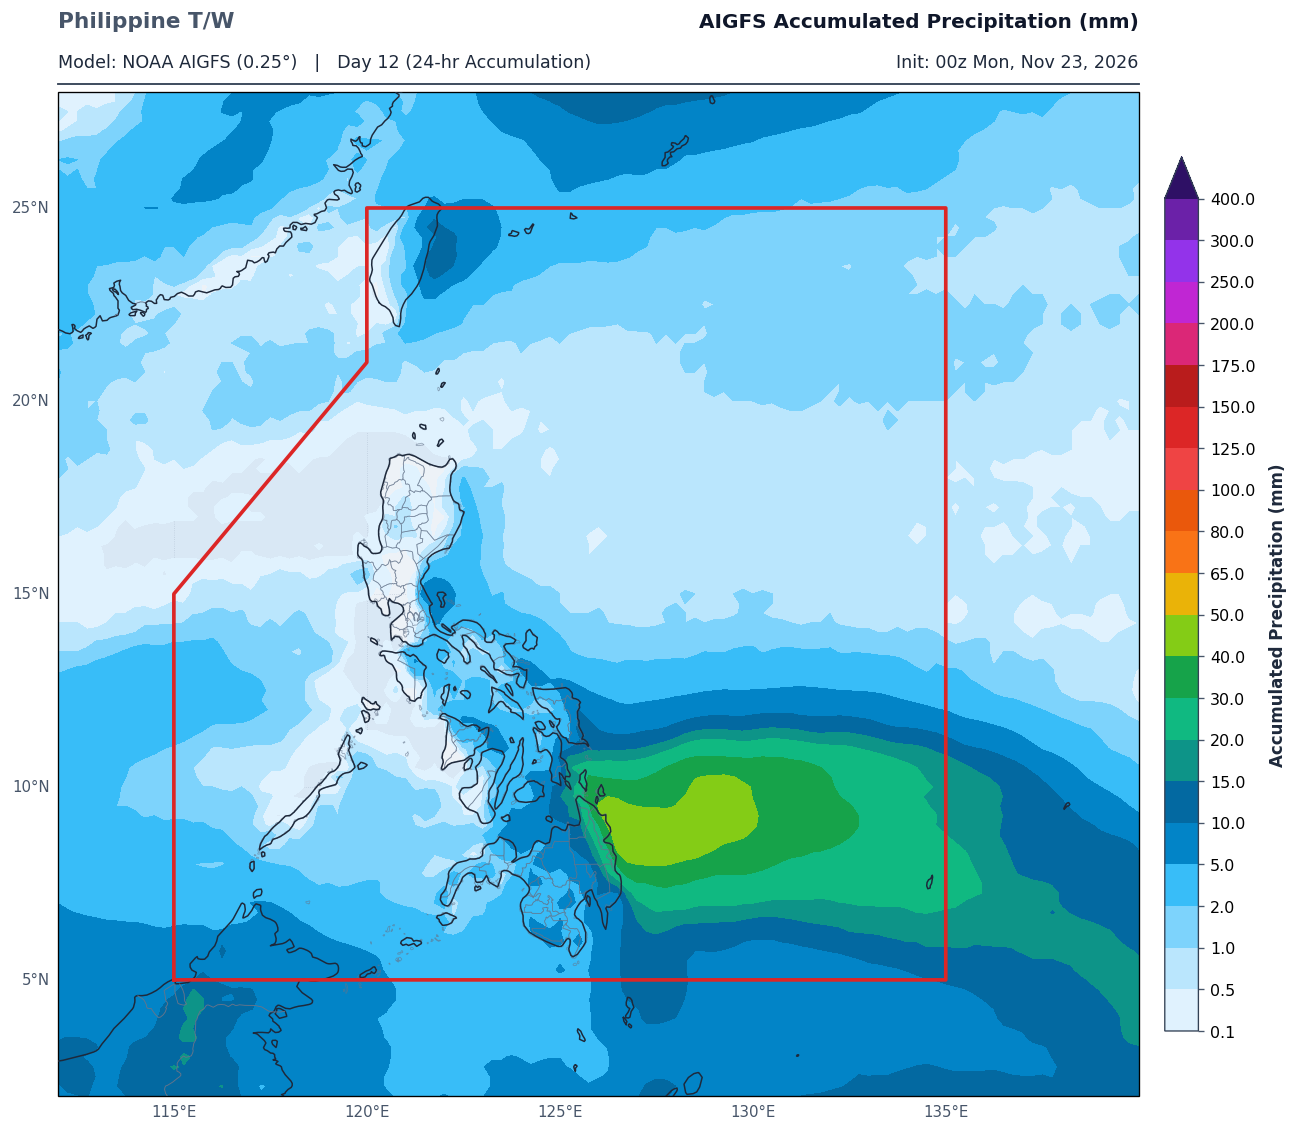 Philippine T/W
AIGFS Accumulated Precipitation (mm)
Model: NOAA AIGFS (0.25°)   |   Day 12 (24-hr Accumulation)
Init: 00z Mon, Nov 23, 2026
25°N
20°N
15°N
10°N
5°N
115°E
120°E
125°E
130°E
135°E
400.0
300.0
250.0
200.0
175.0
150.0
125.0
100.0
80.0
65.0
50.0
40.0
30.0
20.0
15.0
10.0
5.0
2.0
1.0
0.5
0.1
Accumulated Precipitation (mm)